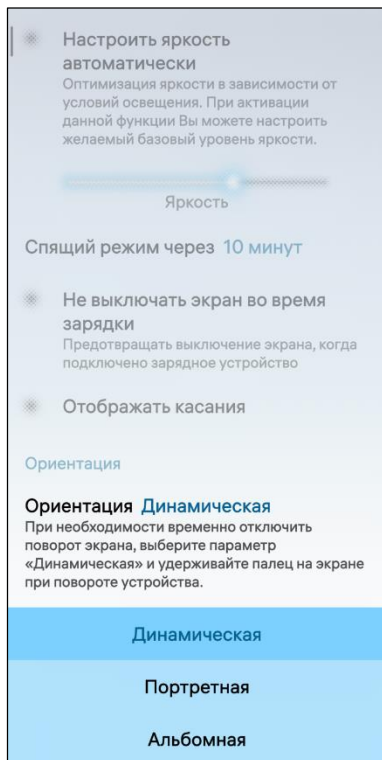 Настроить яркость
автоматически
Оптимизация яркости в зависимости от
условий освещения. При активации
данной функции Вы можете настроить
желаемый базовый уровень яркости.
Яркость
Спящий режим через 10 минут
Не выключать экран во время
зарядки
Предотвращать выключение экрана, когда
подключено зарядное устройство
Отображать касания
Ориентация
Ориентация Динамическая
При необходимости временно отключить
поворот экрана, выберите параметр
«Динамическая» и удерживайте палец на экране
при повороте устройства.
Динамическая
Портретная
Альбомная